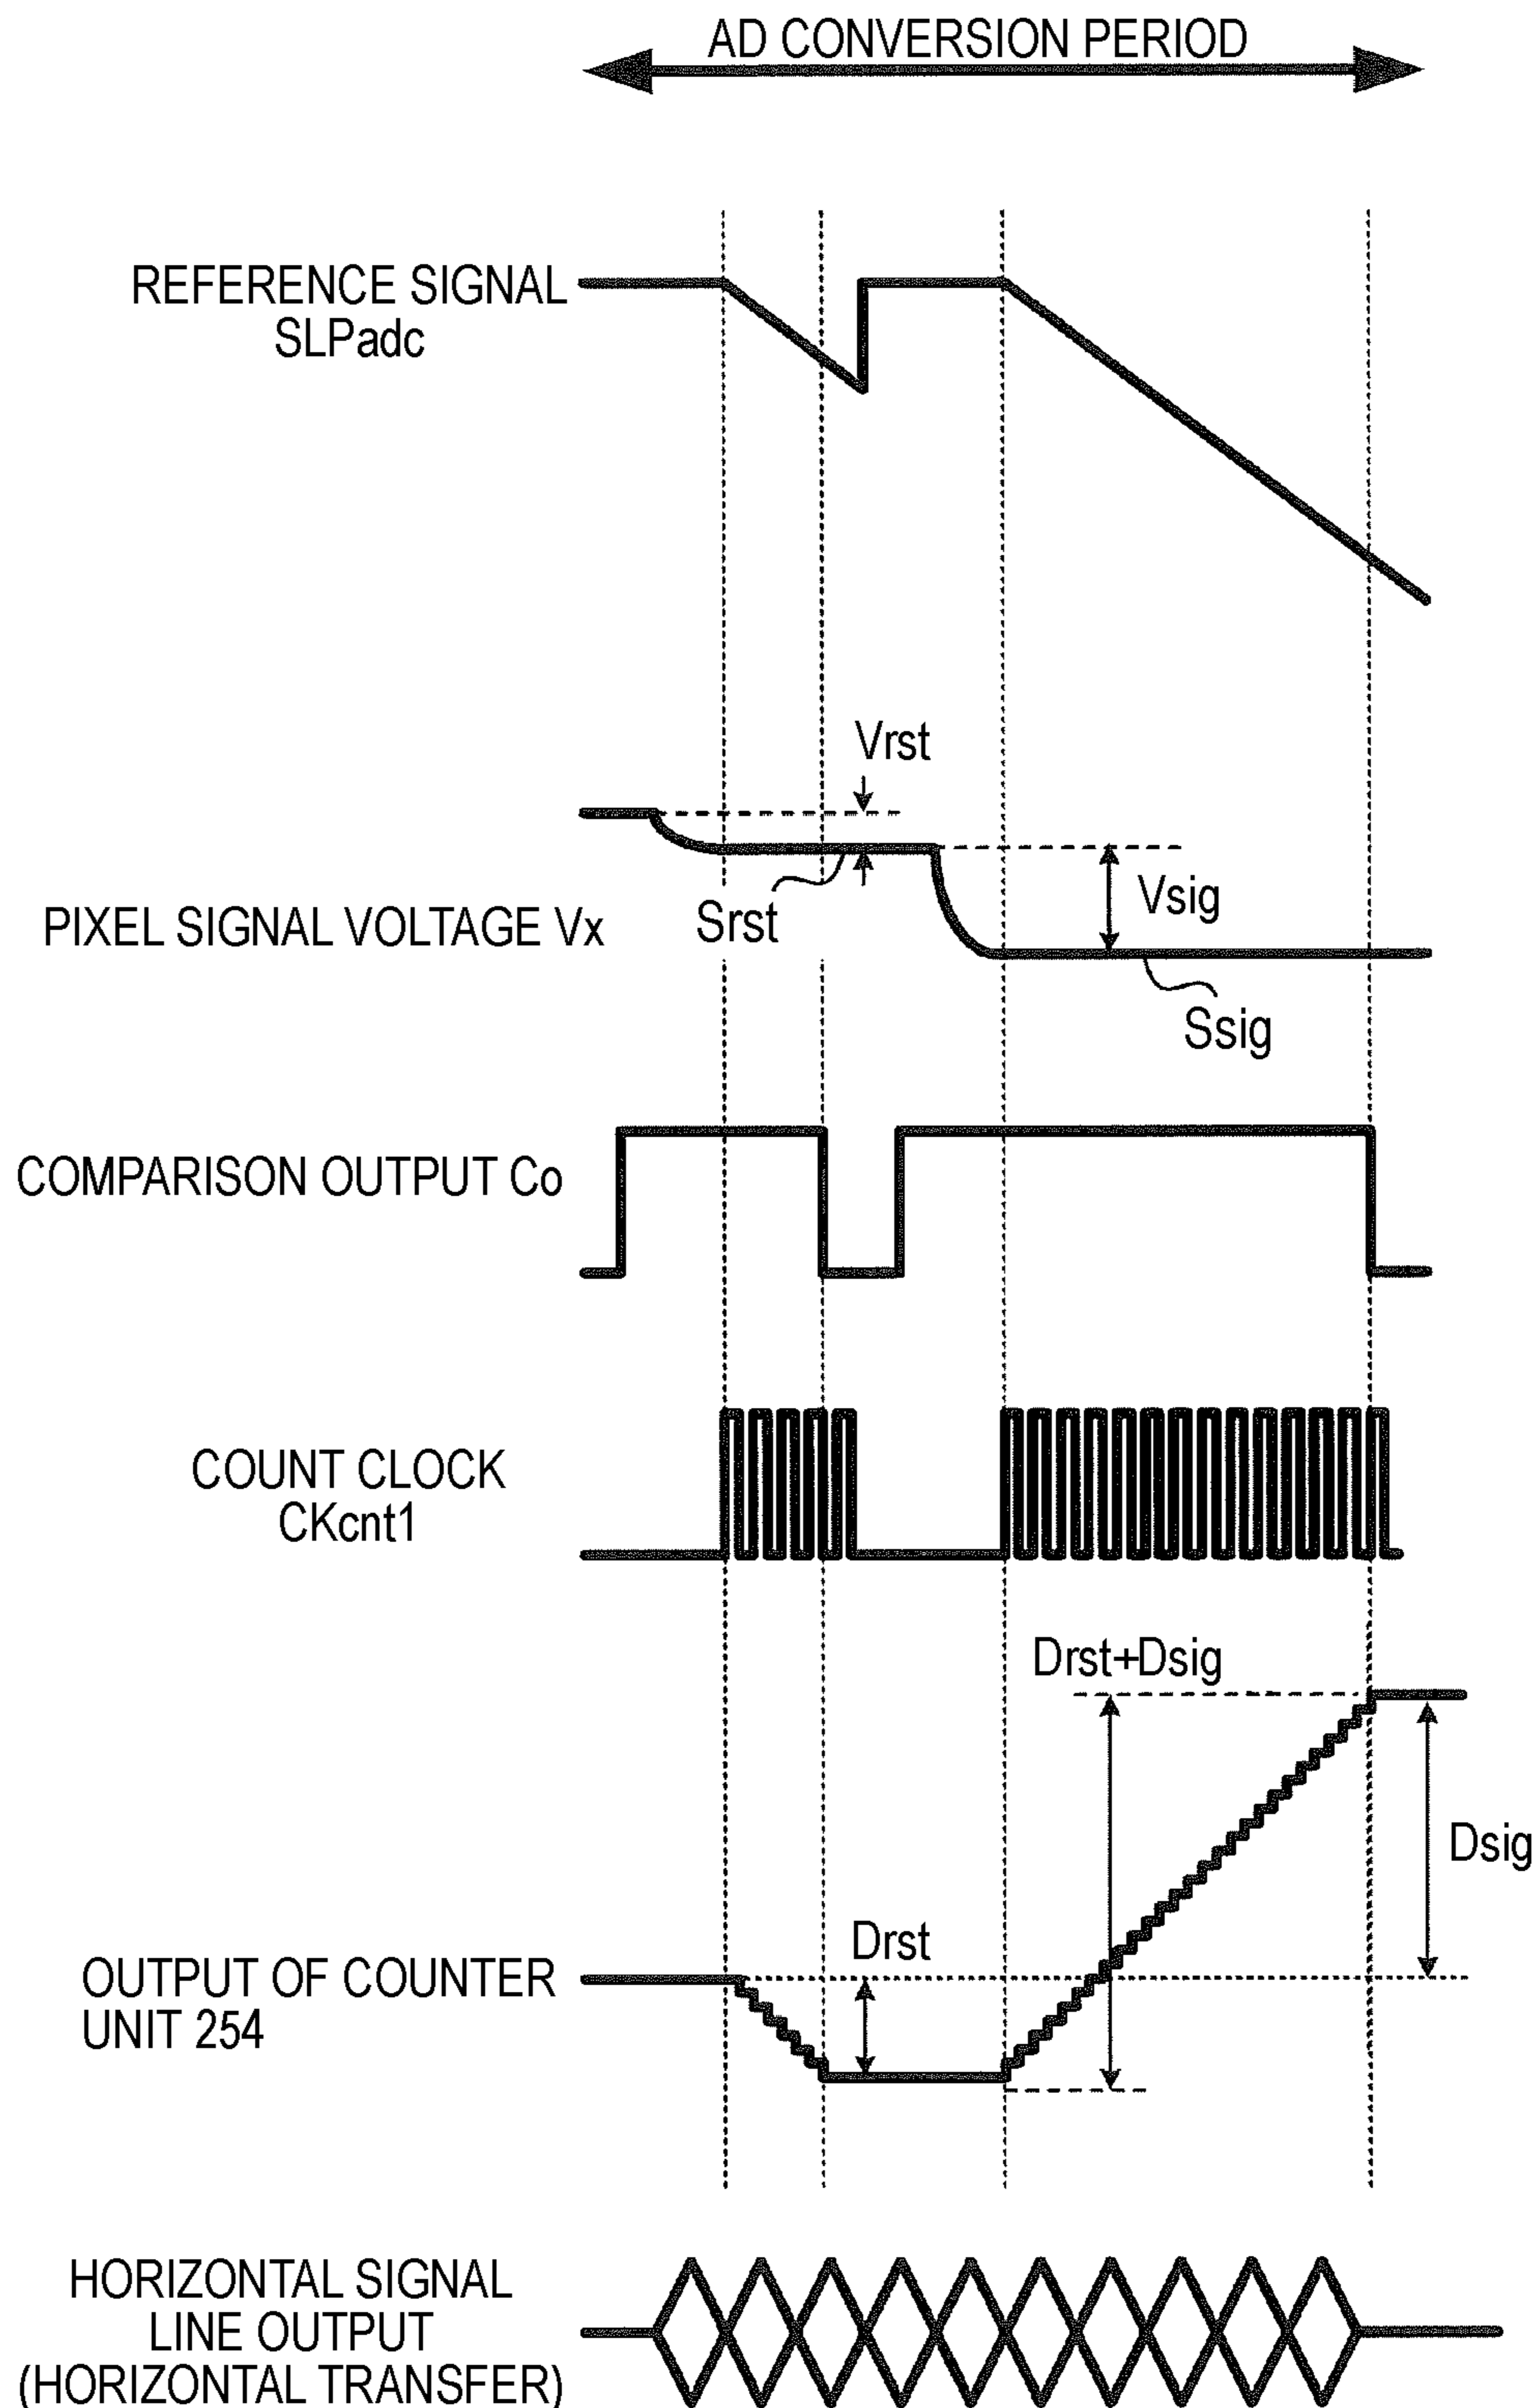 AD CONVERSION PERIOD
REFERENCE SIGNAL
SLPadc
Vrst
Vsig
Srst
PIXEL SIGNAL VOLTAGE Vx
Ssig
COMPARISON OUTPUT Co
COUNT CLOCK
CKcnt1
Drst+Dsig
Dsig
Drst
OUTPUT OF COUNTER
UNIT 254
HORIZONTAL SIGNAL
LINE OUTPUT
(HORIZONTAL TRANSFER)